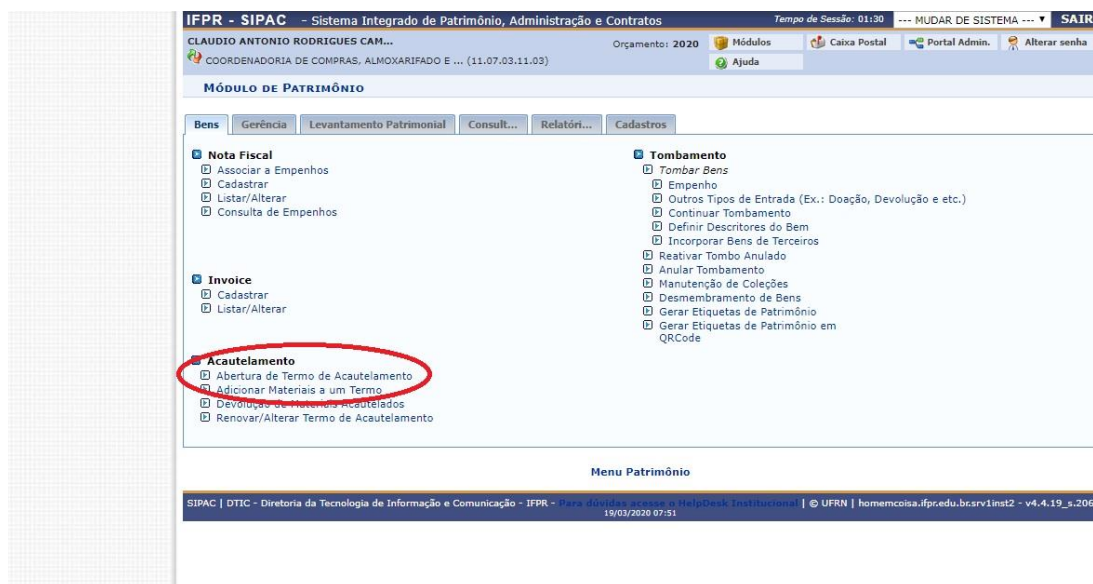 IFPR - SIPAC - Sistema Integrado de Patrimônio, Administração e Contratos Tempo de Sessão: 01:30 --- MUDAR DE SISTEMA --- SAIR
CLAUDIO ANTONIO RODRIGUES CAM... Orçamento: 2020 Módulos Caixa Postal Portal Admin. Alterar senha
COORDENADORIA DE COMPRAS, ALMOXARIFADO E ... (11.07.03.11.03) Ajuda
MÓDULO DE PATRIMÔNIO
Bens Gerência Levantamento Patrimonial Consult... Relatóri... Cadastros
Nota Fiscal
Associar a Empenhos
Cadastrar
Listar/Alterar
Consulta de Empenhos
Invoice
Cadastrar
Listar/Alterar
Acautelamento
Abertura de Termo de Acautelamento
Adicionar Materiais a um Termo
Devolução de Materiais Acautelados
Renovar/Alterar Termo de Acautelamento
Tombamento
Tombar Bens
Empenho
Outros Tipos de Entrada (Ex.: Doação, Devolução e etc.)
Continuar Tombamento
Definir Descritores do Bem
Incorporar Bens de Terceiros
Reativar Tombo Anulado
Anular Tombamento
Manutenção de Coleções
Desmembramento de Bens
Gerar Etiquetas de Patrimônio
Gerar Etiquetas de Patrimônio em
QRCode
Menu Patrimônio
SIPAC | DTIC - Diretoria da Tecnologia de Informação e Comunicação - IFPR - Para dúvidas acesse o HelpDesk Institucional | © UFRN | homemcoisa.ifpr.edu.br.srv1inst2 - v4.4.19_s.206
19/03/2020 07:51